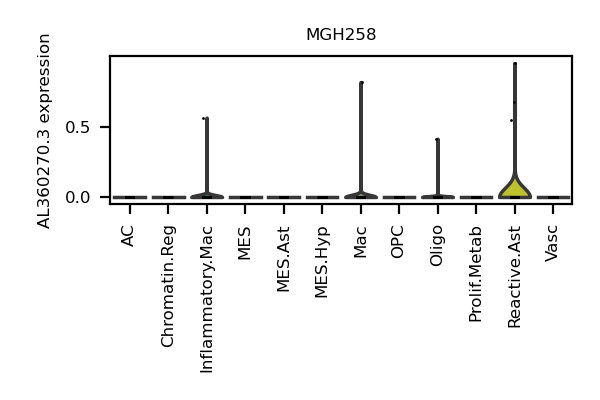 MGH258
AL360270.3 expression
0.5
0.0
AC
Chromatin.Reg
Inflammatory.Mac
MES
MES.Ast
MES.Hyp
Mac
OPC
Oligo
Prolif.Metab
Reactive.Ast
Vasc